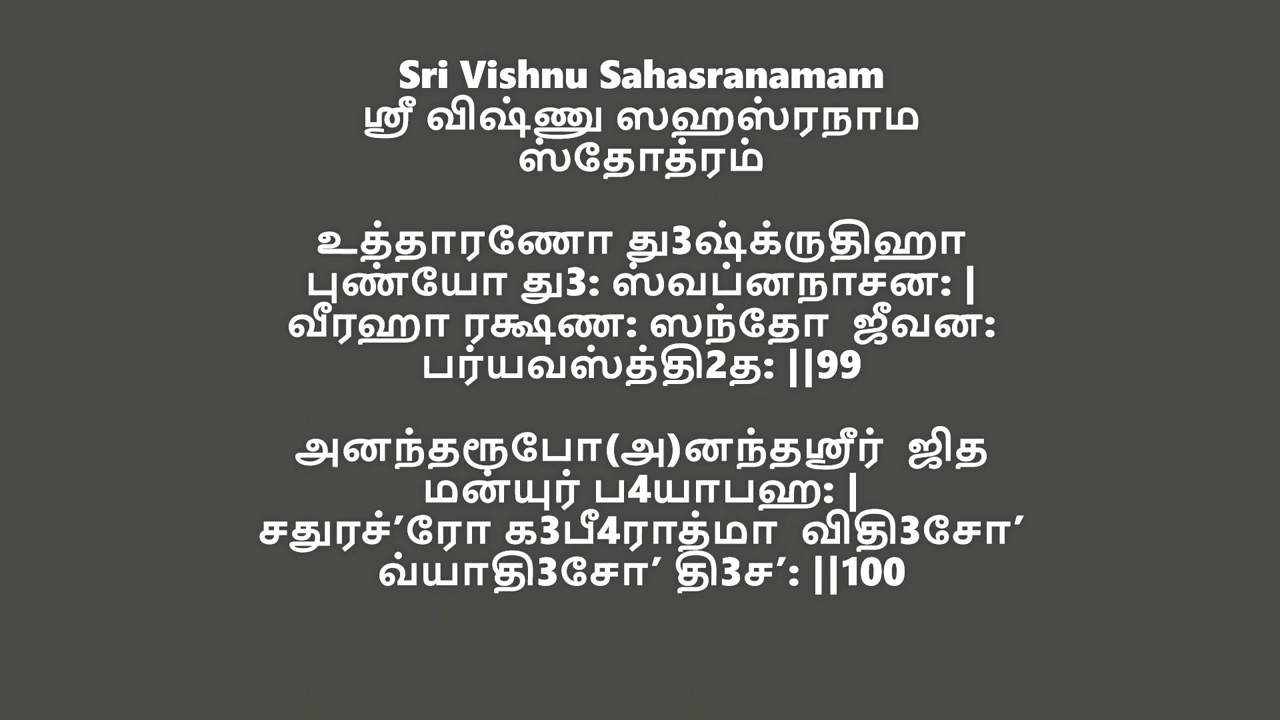 Sri Vishnu Sahasranamam
ஸ்ரீ விஷ்ணு ஸஹஸ்ரநாம
ஸ்தோத்ரம்
உத்தாரணோ து3ஷ்க்ருதிஹா
புண்யோ து3: ஸ்வப்னநாசன: |
வீரஹா ரக்ஷண: ஸந்தோ ஜீவன:
பர்யவஸ்த்தி2த: ||99
அனந்தரூபோ(அ)னந்தஸ்ரீர் ஜித
மன்யுர் ப4யாபஹ: |
சதுரச்’ரோ க3பீ4ராத்மா விதி3சோ’
வ்யாதி3சோ’ தி3ச’: ||100